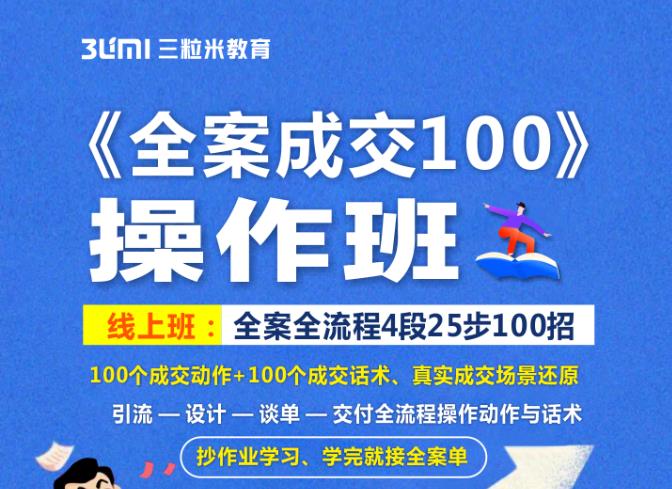 3LIMI 三粒米教育
《全案成交100》
操作班
线上班：全案全流程4段25步100招
100个成交动作+100个成交话术、真实成交场景还原
引流 — 设计 — 谈单 — 交付全流程操作动作与话术
抄作业学习、学完就接全案单